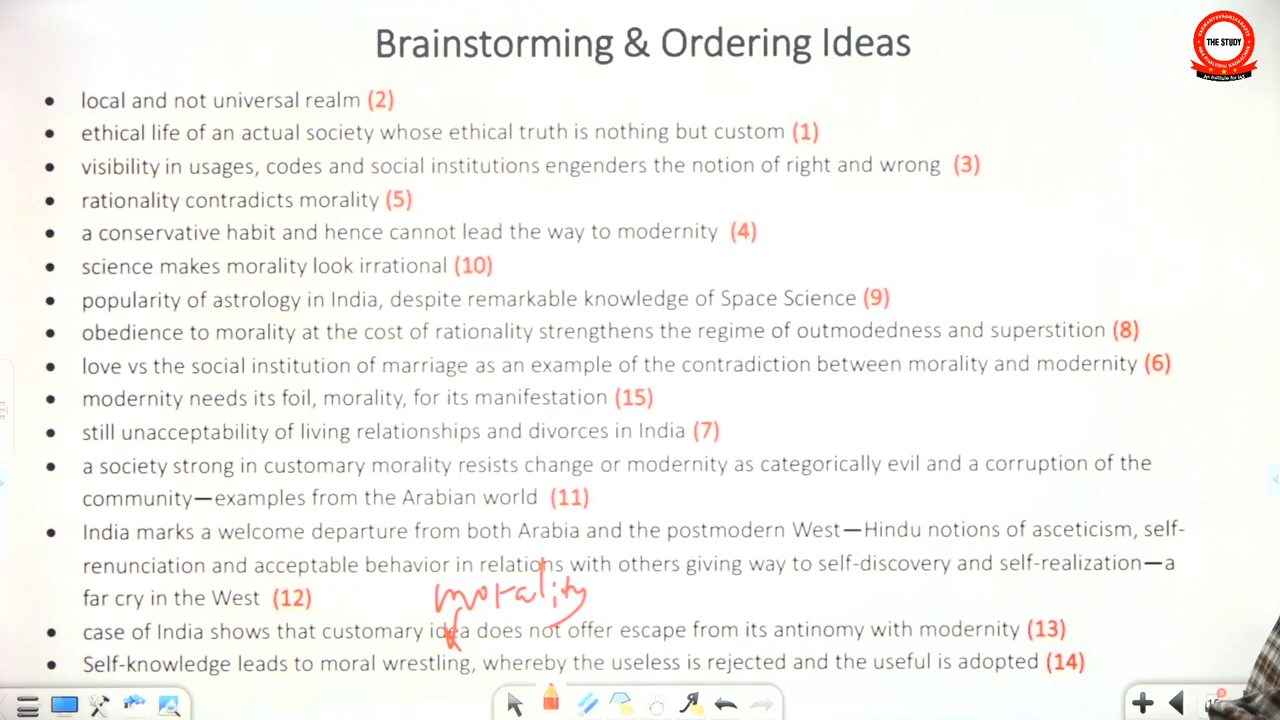 Brainstorming & Ordering Ideas
THE STUDY
An Institute for IAS
• local and not universal realm (2)
• ethical life of an actual society whose ethical truth is nothing but custom (1)
• visibility in usages, codes and social institutions engenders the notion of right and wrong (3)
• rationality contradicts morality (5)
• a conservative habit and hence cannot lead the way to modernity (4)
• science makes morality look irrational (10)
• popularity of astrology in India, despite remarkable knowledge of Space Science (9)
• obedience to morality at the cost of rationality strengthens the regime of outmodedness and superstition (8)
• love vs the social institution of marriage as an example of the contradiction between morality and modernity (6)
• modernity needs its foil, morality, for its manifestation (15)
• still unacceptability of living relationships and divorces in India (7)
• a society strong in customary morality resists change or modernity as categorically evil and a corruption of the
community—examples from the Arabian world (11)
• India marks a welcome departure from both Arabia and the postmodern West—Hindu notions of asceticism, self-
renunciation and acceptable behavior in relations with others giving way to self-discovery and self-realization—a
far cry in the West (12)
morality
• case of India shows that customary idea does not offer escape from its antinomy with modernity (13)
• Self-knowledge leads to moral wrestling, whereby the useless is rejected and the useful is adopted (14)